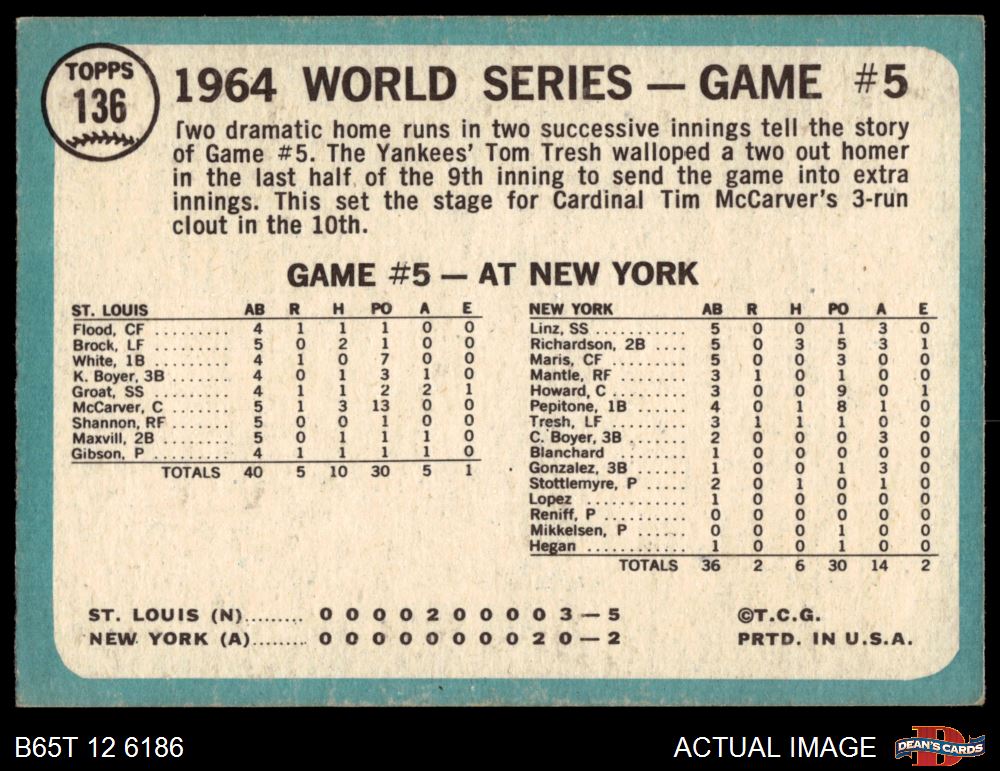 TOPPS
136
1964 WORLD SERIES — GAME #5
Two dramatic home runs in two successive innings tell the story
of Game #5. The Yankees' Tom Tresh walloped a two out homer
in the last half of the 9th inning to send the game into extra
innings. This set the stage for Cardinal Tim McCarver's 3-run
clout in the 10th.
GAME #5 — AT NEW YORK
ST. LOUIS AB R H PO A E
Flood, CF .......... 4 1 1 1 0 0
Brock, LF .......... 5 0 2 1 0 0
White, 1B .......... 4 1 0 7 0 0
K. Boyer, 3B ........ 4 0 1 3 1 0
Groat, SS .......... 4 1 1 2 2 1
McCarver, C ........ 5 1 3 13 0 0
Shannon, RF ........ 5 0 0 1 0 0
Maxvill, 2B ........ 5 0 1 1 1 0
Gibson, P .......... 4 1 1 1 1 0
TOTALS 40 5 10 30 5 1
NEW YORK AB R H PO A E
Linz, SS ........... 5 0 0 1 3 0
Richardson, 2B .... 5 0 3 5 3 1
Maris, CF .......... 5 0 0 3 0 0
Mantle, RF ......... 3 1 0 1 0 0
Howard, C .......... 3 0 0 9 0 1
Pepitone, 1B ....... 4 0 1 8 1 0
Tresh, LF .......... 3 1 1 1 0 0
C. Boyer, 3B ....... 2 0 0 0 3 0
Blanchard .......... 1 0 0 0 0 0
Gonzalez, 3B ....... 1 0 0 1 3 0
Stottlemyre, P ..... 2 0 1 0 1 0
Lopez .............. 1 0 0 0 0 0
Reniff, P .......... 0 0 0 0 0 0
Mikkelsen, P ...... 0 0 0 1 0 0
Hegan .............. 1 0 0 1 0 0
TOTALS 36 2 6 30 14 2
ST. LOUIS (N)......... 0 0 0 0 2 0 0 0 0 3 — 5
NEW YORK (A)......... 0 0 0 0 0 0 0 0 2 0 — 2
©T.C.G.
PRTD. IN U.S.A.
B65T 12 6186
ACTUAL IMAGE
D
DEAN'S CARDS